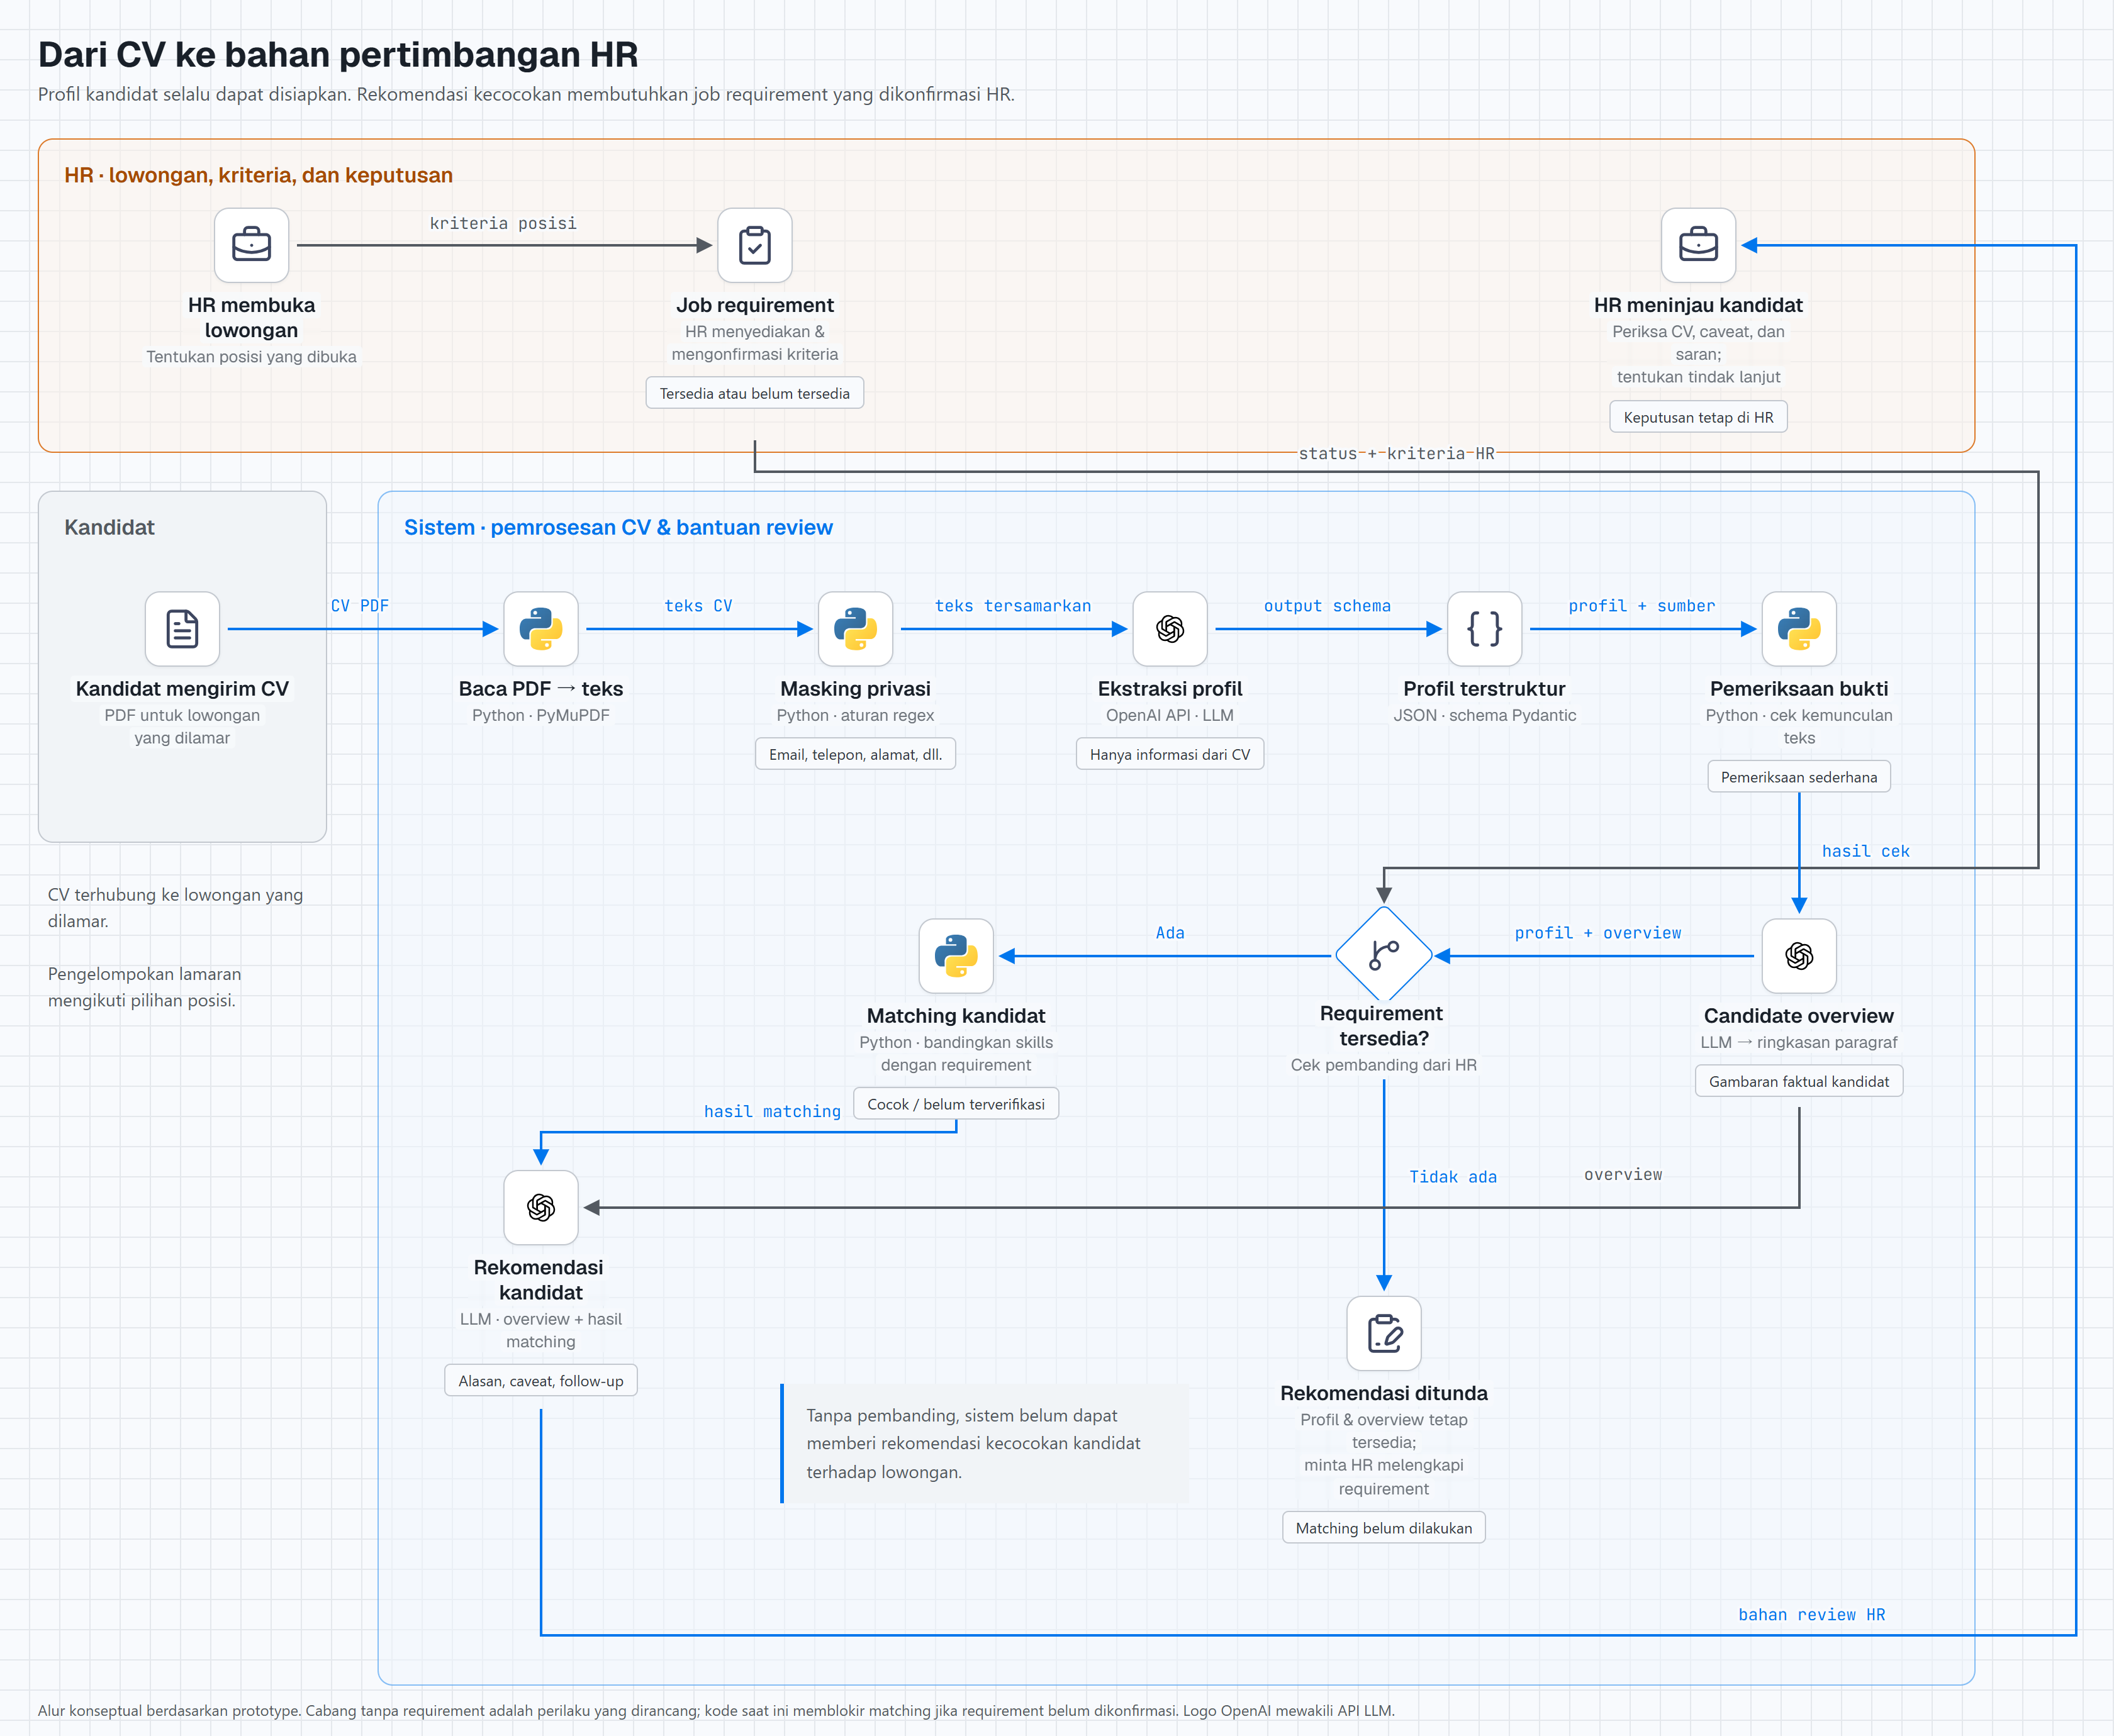 Dari CV ke bahan pertimbangan HR
Profil kandidat selalu dapat disiapkan. Rekomendasi kecocokan membutuhkan job requirement yang dikonfirmasi HR.
HR · lowongan, kriteria, dan keputusan
kriteria posisi
HR membuka
lowongan
Tentukan posisi yang dibuka
Job requirement
HR menyediakan &
mengonfirmasi kriteria
Tersedia atau belum tersedia
HR meninjau kandidat
Periksa CV, caveat, dan
saran;
tentukan tindak lanjut
Keputusan tetap di HR
status + kriteria HR
Kandidat
Kandidat mengirim CV
PDF untuk lowongan
yang dilamar
CV PDF
Sistem · pemrosesan CV & bantuan review
Baca PDF → teks
Python · PyMuPDF
teks CV
Masking privasi
Python · aturan regex
Email, telepon, alamat, dll.
teks tersamarkan
Ekstraksi profil
OpenAI API · LLM
Hanya informasi dari CV
output schema
{ }
Profil terstruktur
JSON · schema Pydantic
profil + sumber
Pemeriksaan bukti
Python · cek kemunculan
teks
Pemeriksaan sederhana
hasil cek
CV terhubung ke lowongan yang
dilamar.
Pengelompokan lamaran
mengikuti pilihan posisi.
Ada
profil + overview
Matching kandidat
Python · bandingkan skills
dengan requirement
Cocok / belum terverifikasi
Requirement
tersedia?
Cek pembanding dari HR
Candidate overview
LLM → ringkasan paragraf
Gambaran faktual kandidat
hasil matching
Tidak ada
overview
Rekomendasi
kandidat
LLM · overview + hasil
matching
Alasan, caveat, follow-up
Tanpa pembanding, sistem belum dapat
memberi rekomendasi kecocokan kandidat
terhadap lowongan.
Rekomendasi ditunda
Profil & overview tetap
tersedia;
minta HR melengkapi
requirement
Matching belum dilakukan
bahan review HR
Alur konseptual berdasarkan prototype. Cabang tanpa requirement adalah perilaku yang dirancang; kode saat ini memblokir matching jika requirement belum dikonfirmasi. Logo OpenAI mewakili API LLM.